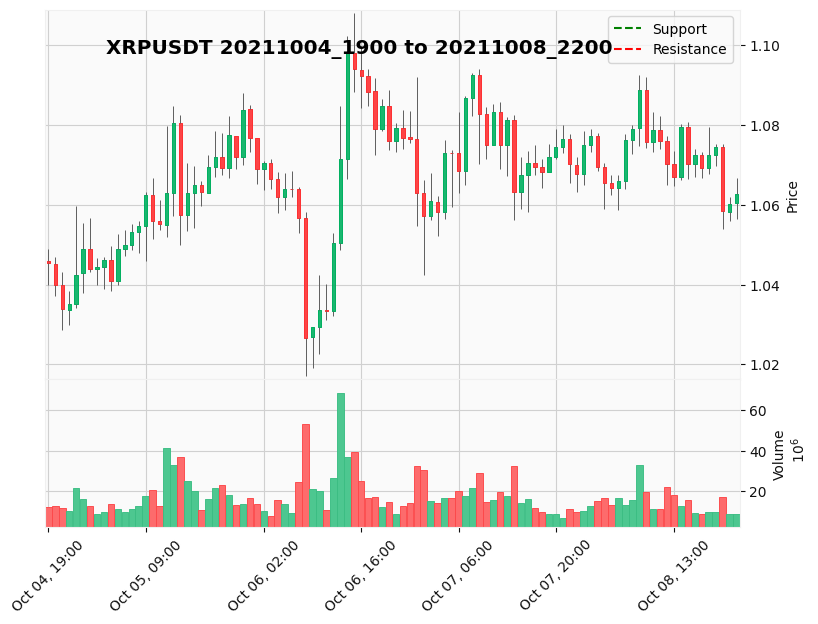 XRPUSDT 20211004_1900 to 20211008_2200
Support
Resistance
1.10
1.08
1.06
1.04
1.02
Price
60
40
20
Volume
10^6
Oct 04, 19:00
Oct 05, 09:00
Oct 06, 02:00
Oct 06, 16:00
Oct 07, 06:00
Oct 07, 20:00
Oct 08, 13:00